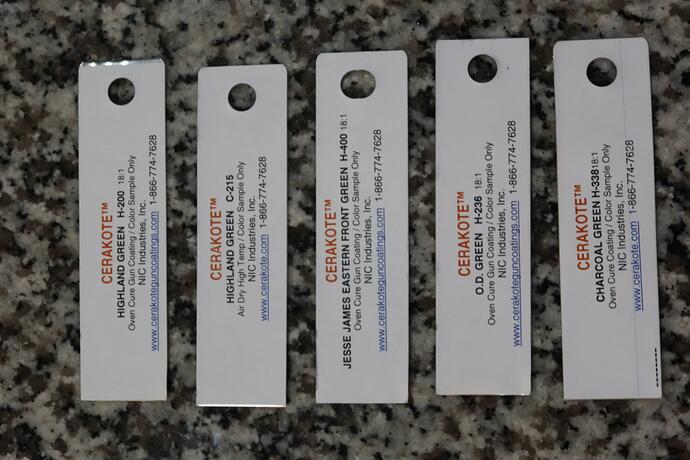 CERAKOTE™
HIGHLAND GREEN H-200 18:1
Oven Cure Gun Coating / Color Sample Only
NIC Industries, Inc.
www.cerakoteguncoatings.com 1-866-774-7628
CERAKOTE™
HIGHLAND GREEN C-215
Air Dry High Temp / Color Sample Only
NIC Industries, Inc.
www.cerakote.com 1-866-774-7628
CERAKOTE™
JESSE JAMES EASTERN FRONT GREEN H-400 18:1
Oven Cure Gun Coating / Color Sample Only
NIC Industries, Inc.
www.cerakoteguncoatings.com 1-866-774-7628
CERAKOTE™
O.D. GREEN H-236 18:1
Oven Cure Gun Coating / Color Sample Only
NIC Industries, Inc.
www.cerakoteguncoatings.com 1-866-774-7628
CERAKOTE™
CHARCOAL GREEN H-33818:1
Oven Cure Gun Coating / Color Sample Only
NIC Industries, Inc.
www.cerakote.com 1-866-774-7628